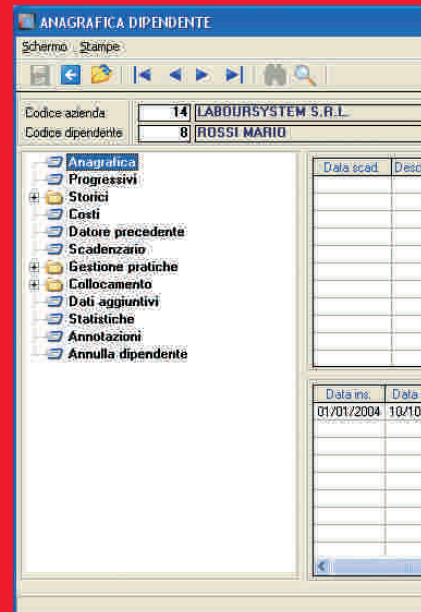 ANAGRAFICA DIPENDENTE
Schermo Stampe
Codice azienda 14 LABOURSYSTEM S.R.L.
Codice dipendente 8 ROSSI MARIO
Anagrafica
Progressivi
Storici
Costi
Datore precedente
Scadenzario
Gestione pratiche
Collocamento
Dati aggiuntivi
Statistiche
Annotazioni
Annulla dipendente
Data scad. Desc
Data ins. Data
01/01/2004 10/10